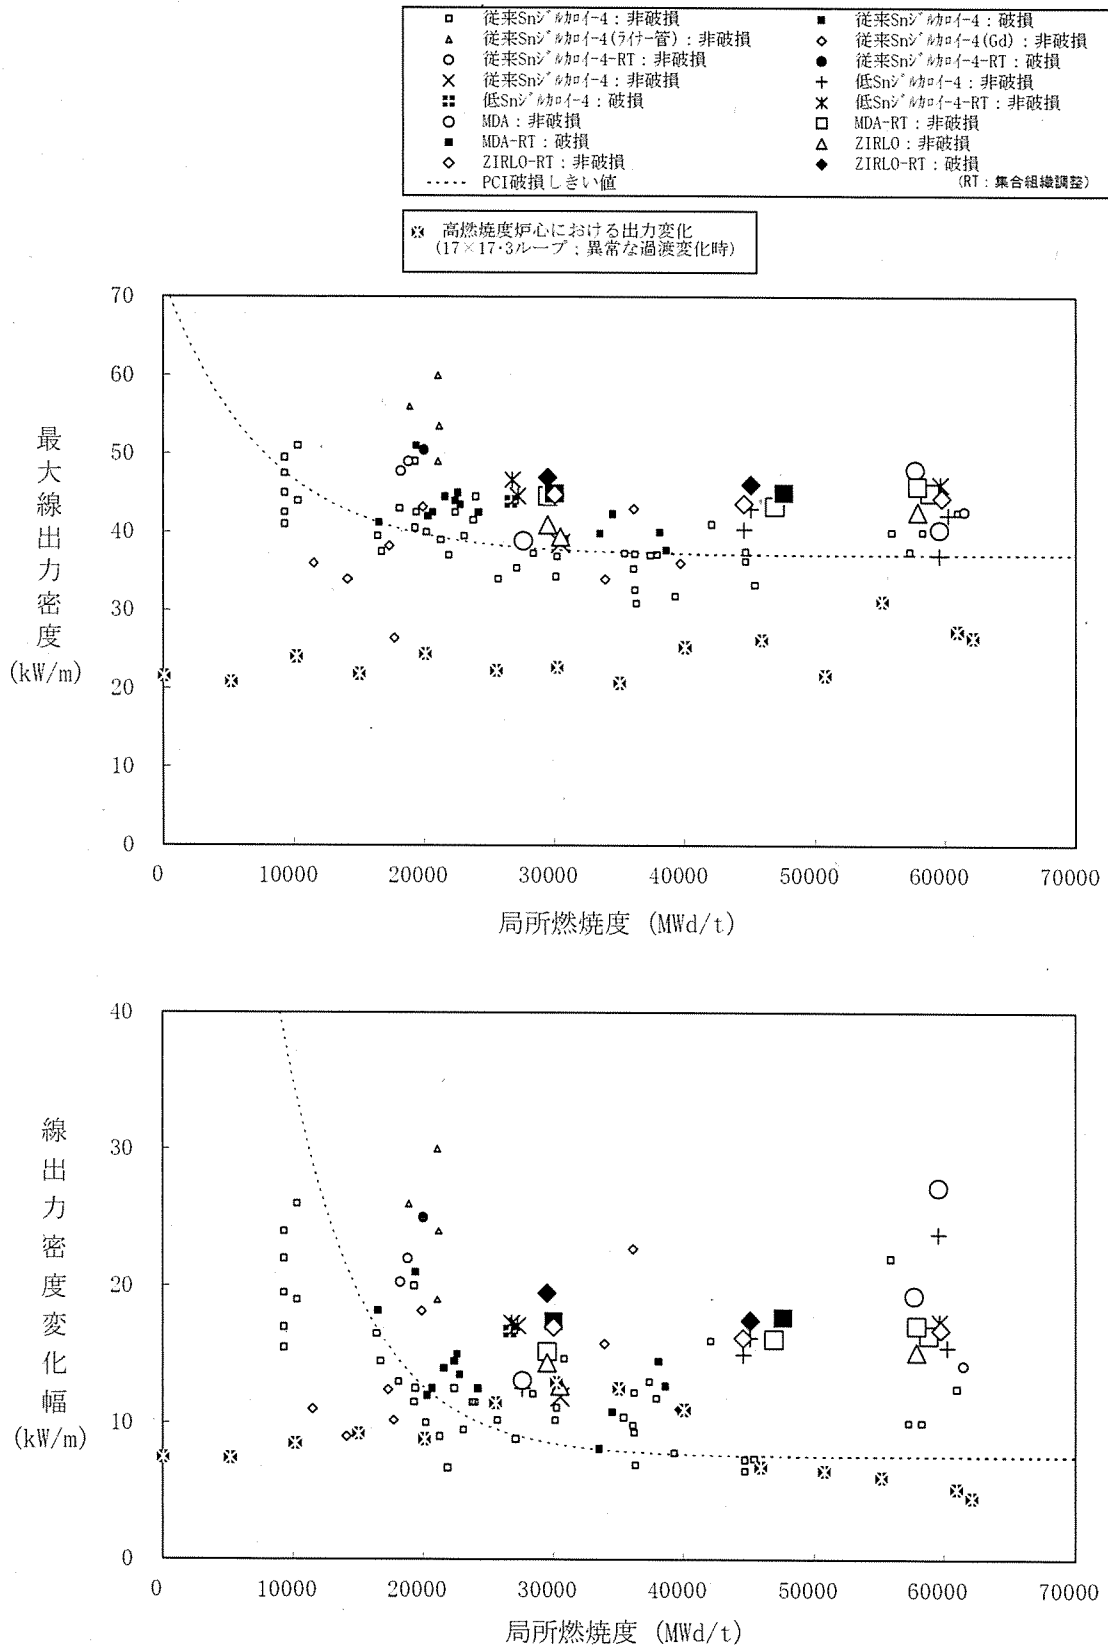 従来Snｼﾞﾙｶﾛｲ-4：非破損
従来Snｼﾞﾙｶﾛｲ-4：破損
従来Snｼﾞﾙｶﾛｲ-4(ﾗｲﾅｰ管)：非破損
従来Snｼﾞﾙｶﾛｲ-4(Gd)：非破損
従来Snｼﾞﾙｶﾛｲ-4-RT：非破損
従来Snｼﾞﾙｶﾛｲ-4-RT：破損
従来Snｼﾞﾙｶﾛｲ-4：非破損
低Snｼﾞﾙｶﾛｲ-4：非破損
低Snｼﾞﾙｶﾛｲ-4：破損
低Snｼﾞﾙｶﾛｲ-4-RT：非破損
MDA：非破損
MDA-RT：非破損
MDA-RT：破損
ZIRLO：非破損
ZIRLO-RT：非破損
ZIRLO-RT：破損
PCI破損しきい値
(RT：集合組織調整)
高燃焼度炉心における出力変化
(17×17･3ループ；異常な過渡変化時)
70
60
50
40
30
20
10
0
最大線出力密度
(kW/m)
0 10000 20000 30000 40000 50000 60000 70000
局所燃焼度 (MWd/t)
40
30
20
10
0
線出力密度変化幅
(kW/m)
0 10000 20000 30000 40000 50000 60000 70000
局所燃焼度 (MWd/t)